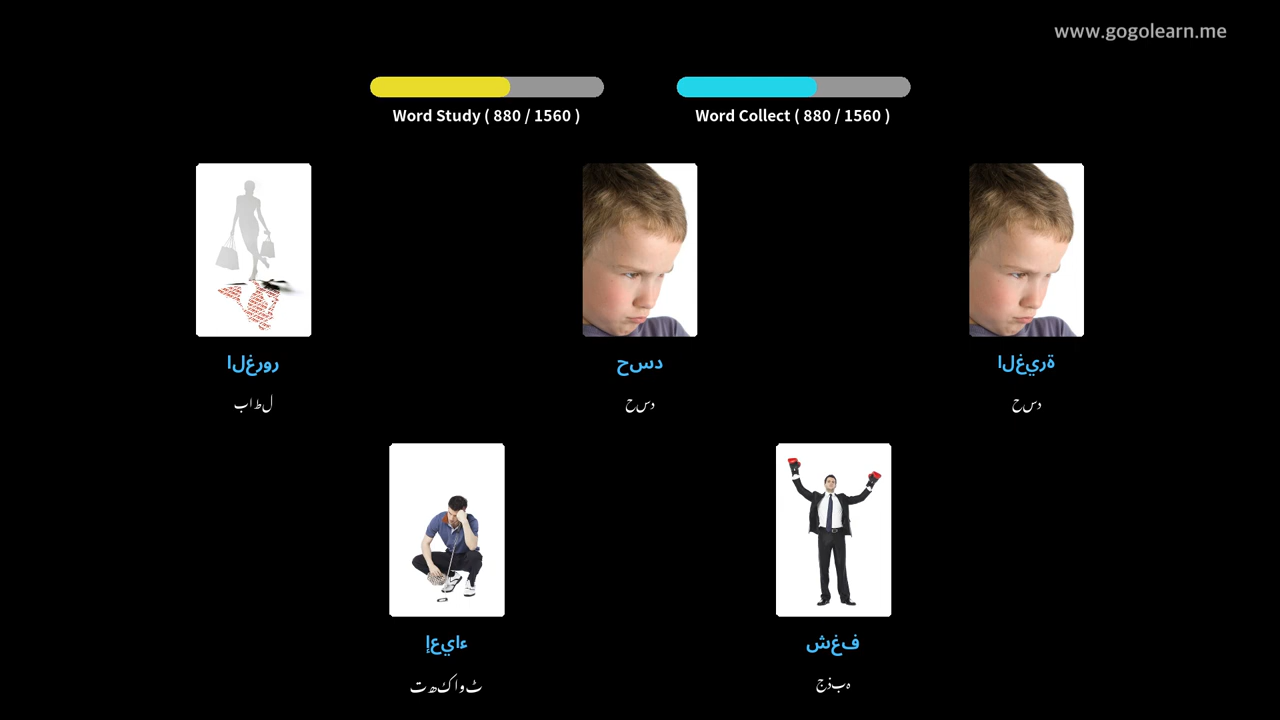 www.gogolearn.me
Word Study ( 880 / 1560 )
Word Collect ( 880 / 1560 )
الغرور
باطل
حسد
حسد
الغيرة
حسد
إعياء
تھکاوٹ
شغف
جذبہ